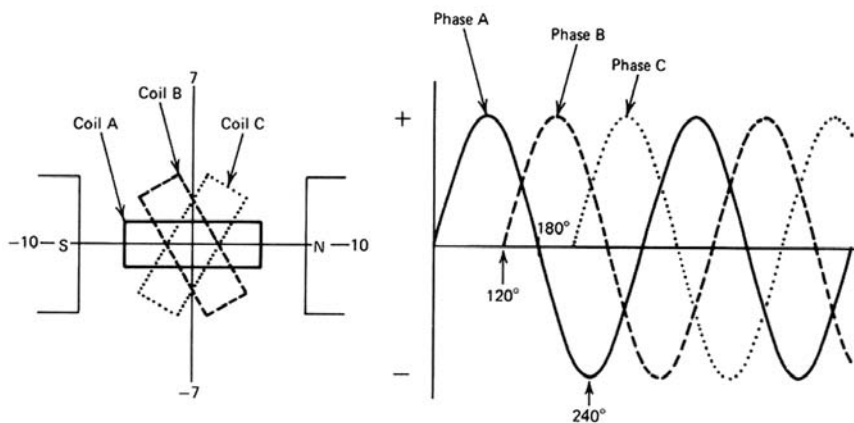 Phase A
Phase B
Phase C
7
Coil B
Coil A
Coil C
+
-10 S
N -10
180°
120°
-7
−
240°